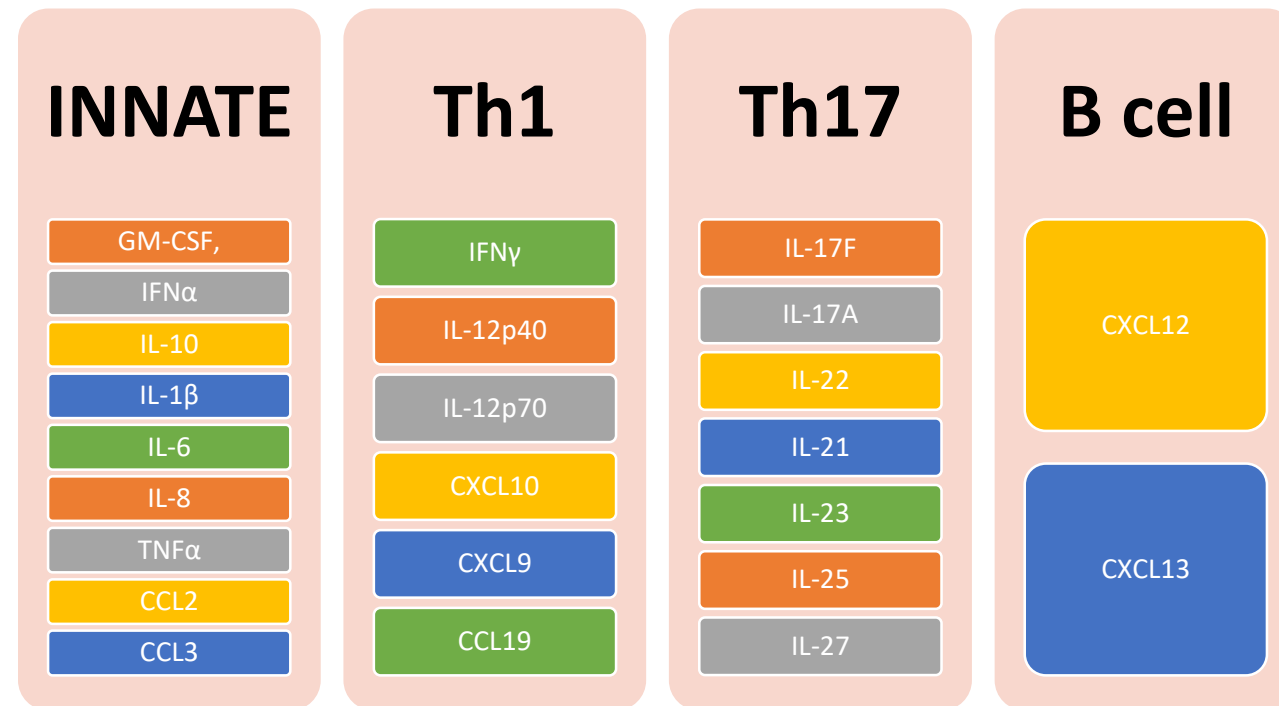 INNATE
GM-CSF,
IFNα
IL-10
IL-1β
IL-6
IL-8
TNFα
CCL2
CCL3
Th1
IFNγ
IL-12p40
IL-12p70
CXCL10
CXCL9
CCL19
Th17
IL-17F
IL-17A
IL-22
IL-21
IL-23
IL-25
IL-27
B cell
CXCL12
CXCL13